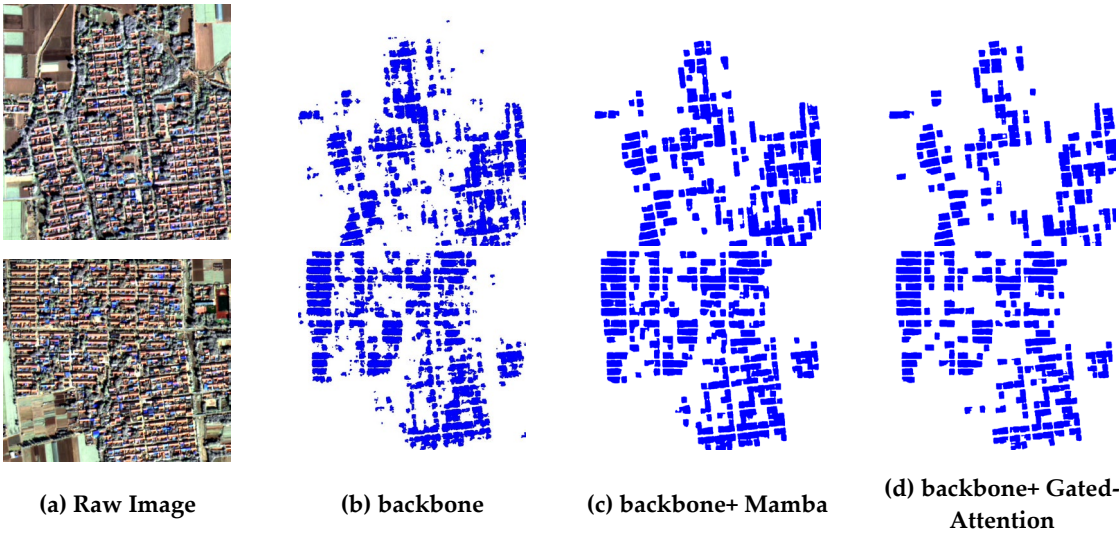 (a) Raw Image
(b) backbone
(c) backbone+ Mamba
(d) backbone+ Gated-
Attention